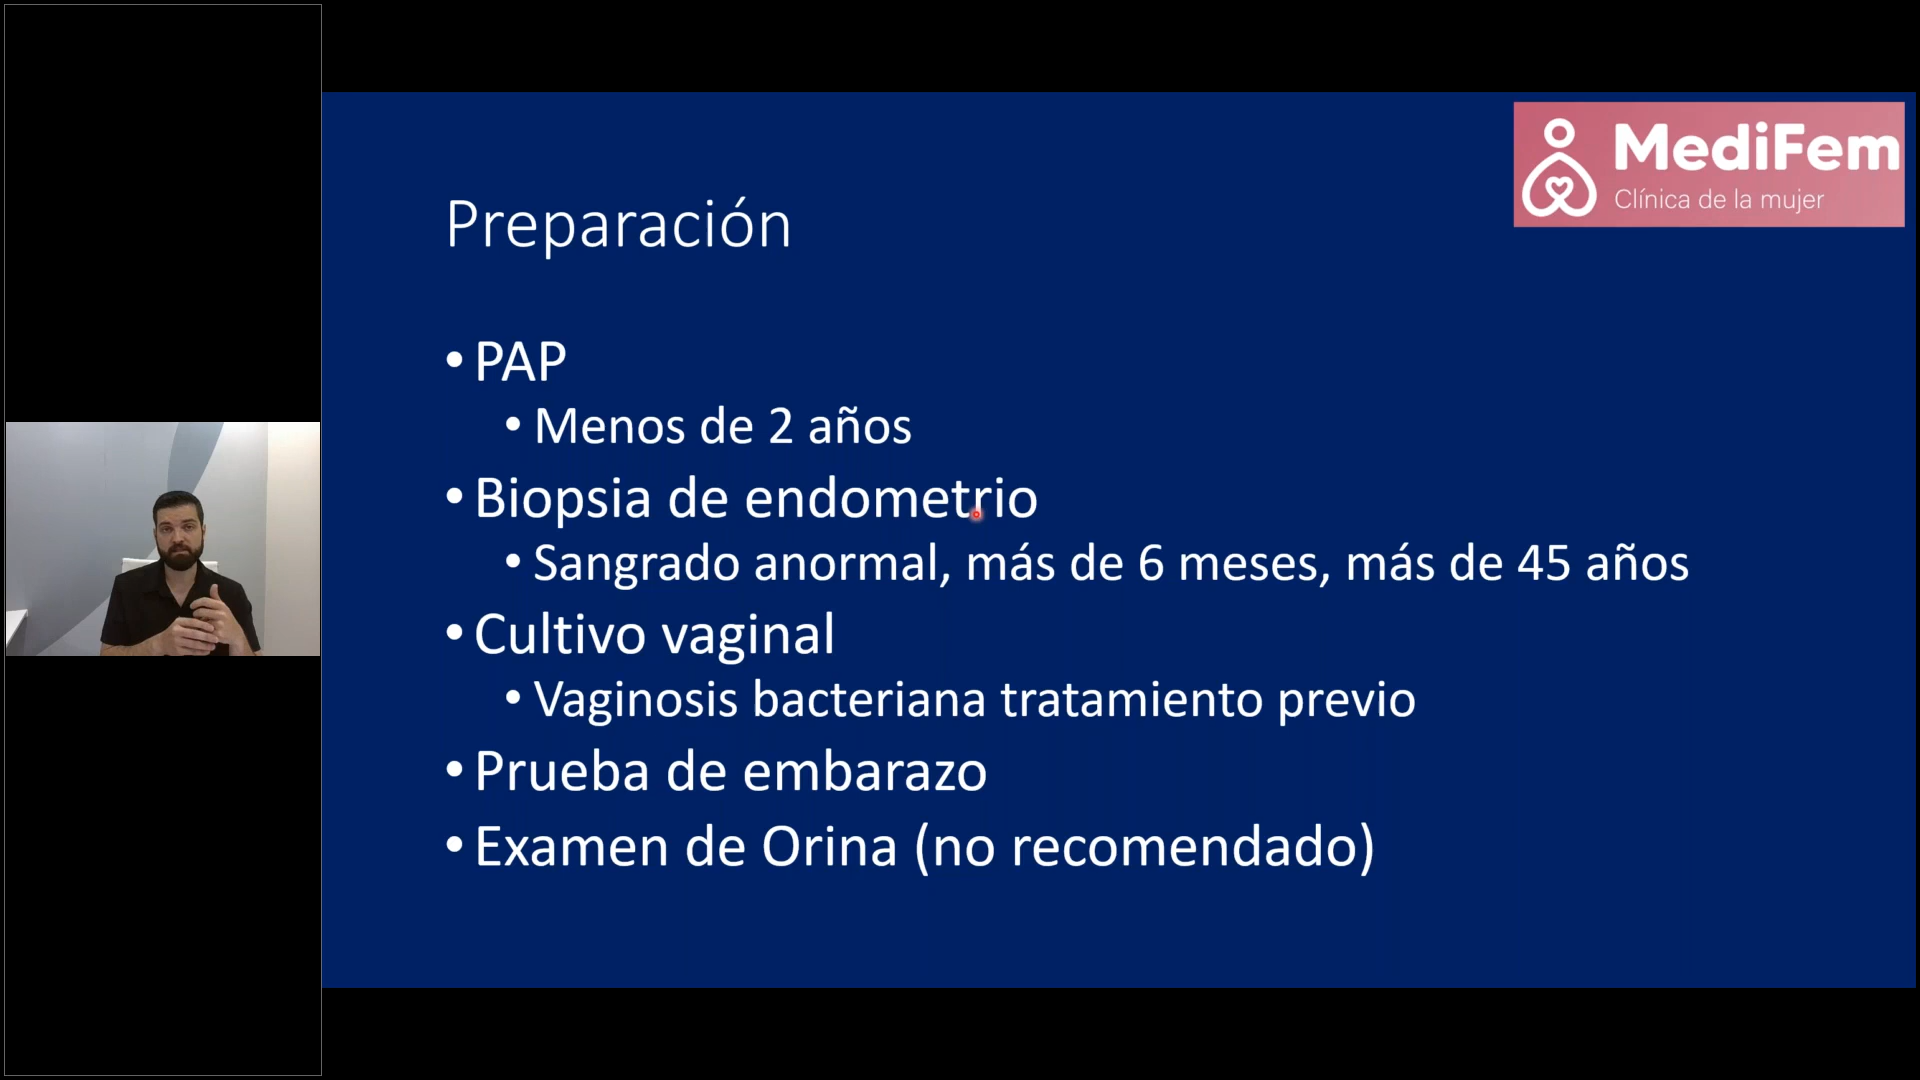 MediFem
Clínica de la mujer
Preparación
• PAP
• Menos de 2 años
• Biopsia de endometrio
• Sangrado anormal, más de 6 meses, más de 45 años
• Cultivo vaginal
• Vaginosis bacteriana tratamiento previo
• Prueba de embarazo
• Examen de Orina (no recomendado)